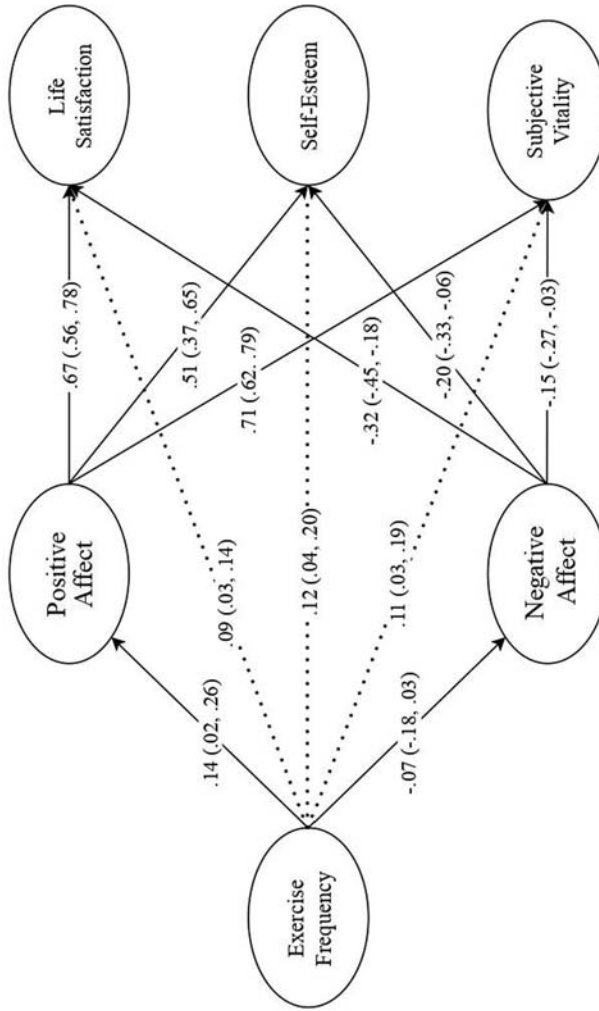 Exercise
Frequency
Positive
Affect
Negative
Affect
Life
Satisfaction
Self-Esteem
Subjective
Vitality
.14 (.02, .26)
-.07 (-.18, .03)
.09 (.03, .14)
.12 (.04, .20)
.11 (.03, .19)
.67 (.56, .78)
.51 (.37, .65)
.71 (.62, .79)
-.32 (-.45, -.18)
-.20 (-.33, -.06)
-.15 (-.27, -.03)